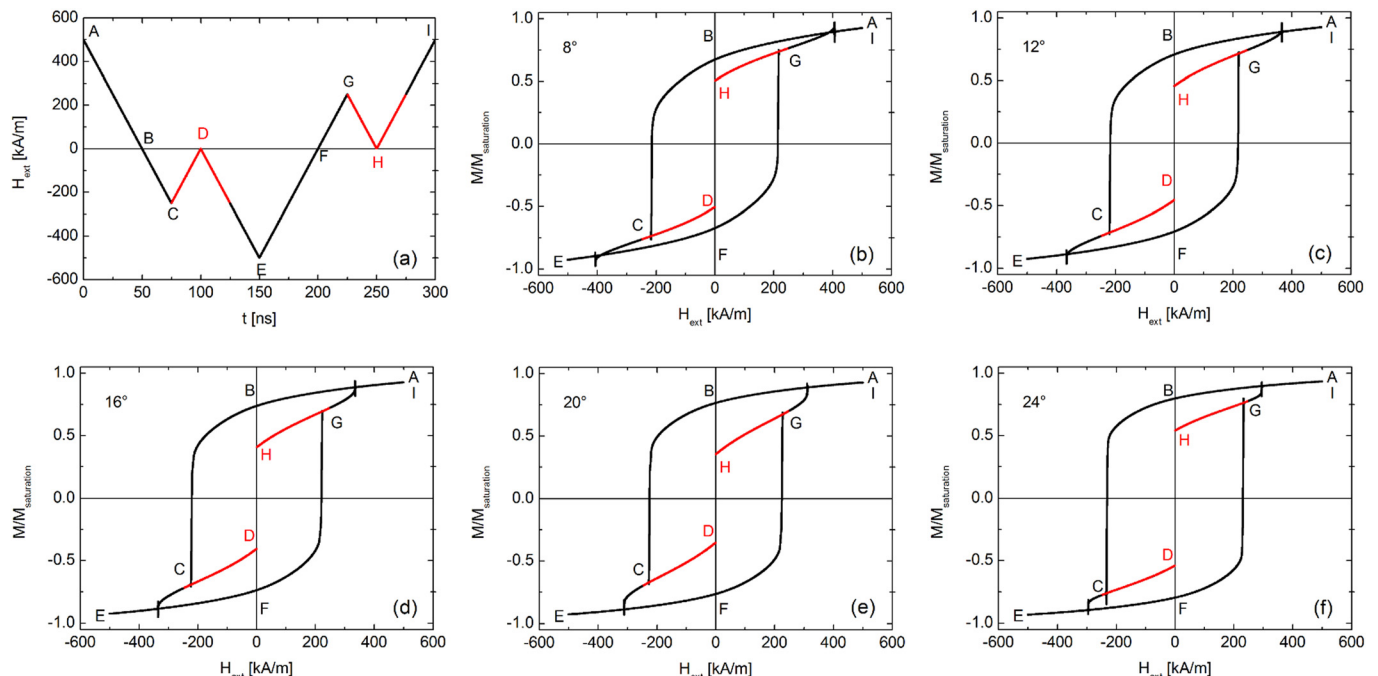 600
400
200
0
-200
-400
600
H_ext [kA/m]
A
B
C
D
E
F
G
H
I
(a)
0 50 100 150 200 250 300
t [ns]
1.0
0.5
0.0
-0.5
-1.0
M/M_saturation
8°
B
A
I
G
H
D
C
F
E
(b)
-600 -400 -200 0 200 400 600
H_ext [kA/m]
1.0
0.5
0.0
-0.5
-1.0
M/M_saturation
12°
B
A
I
G
H
D
C
F
E
(c)
-600 -400 -200 0 200 400 600
H_ext [kA/m]
1.0
0.5
0.0
-0.5
-1.0
M/M_saturation
16°
B
A
I
G
H
D
C
F
E
(d)
-600 -400 -200 0 200 400 600
H_ext [kA/m]
1.0
0.5
0.0
-0.5
-1.0
M/M_saturation
20°
B
A
I
G
H
D
C
F
E
(e)
-600 -400 -200 0 200 400 600
H_ext [kA/m]
1.0
0.5
0.0
-0.5
-1.0
M/M_saturation
24°
B
A
I
G
H
D
C
F
E
(f)
-600 -400 -200 0 200 400 600
H_ext [kA/m]